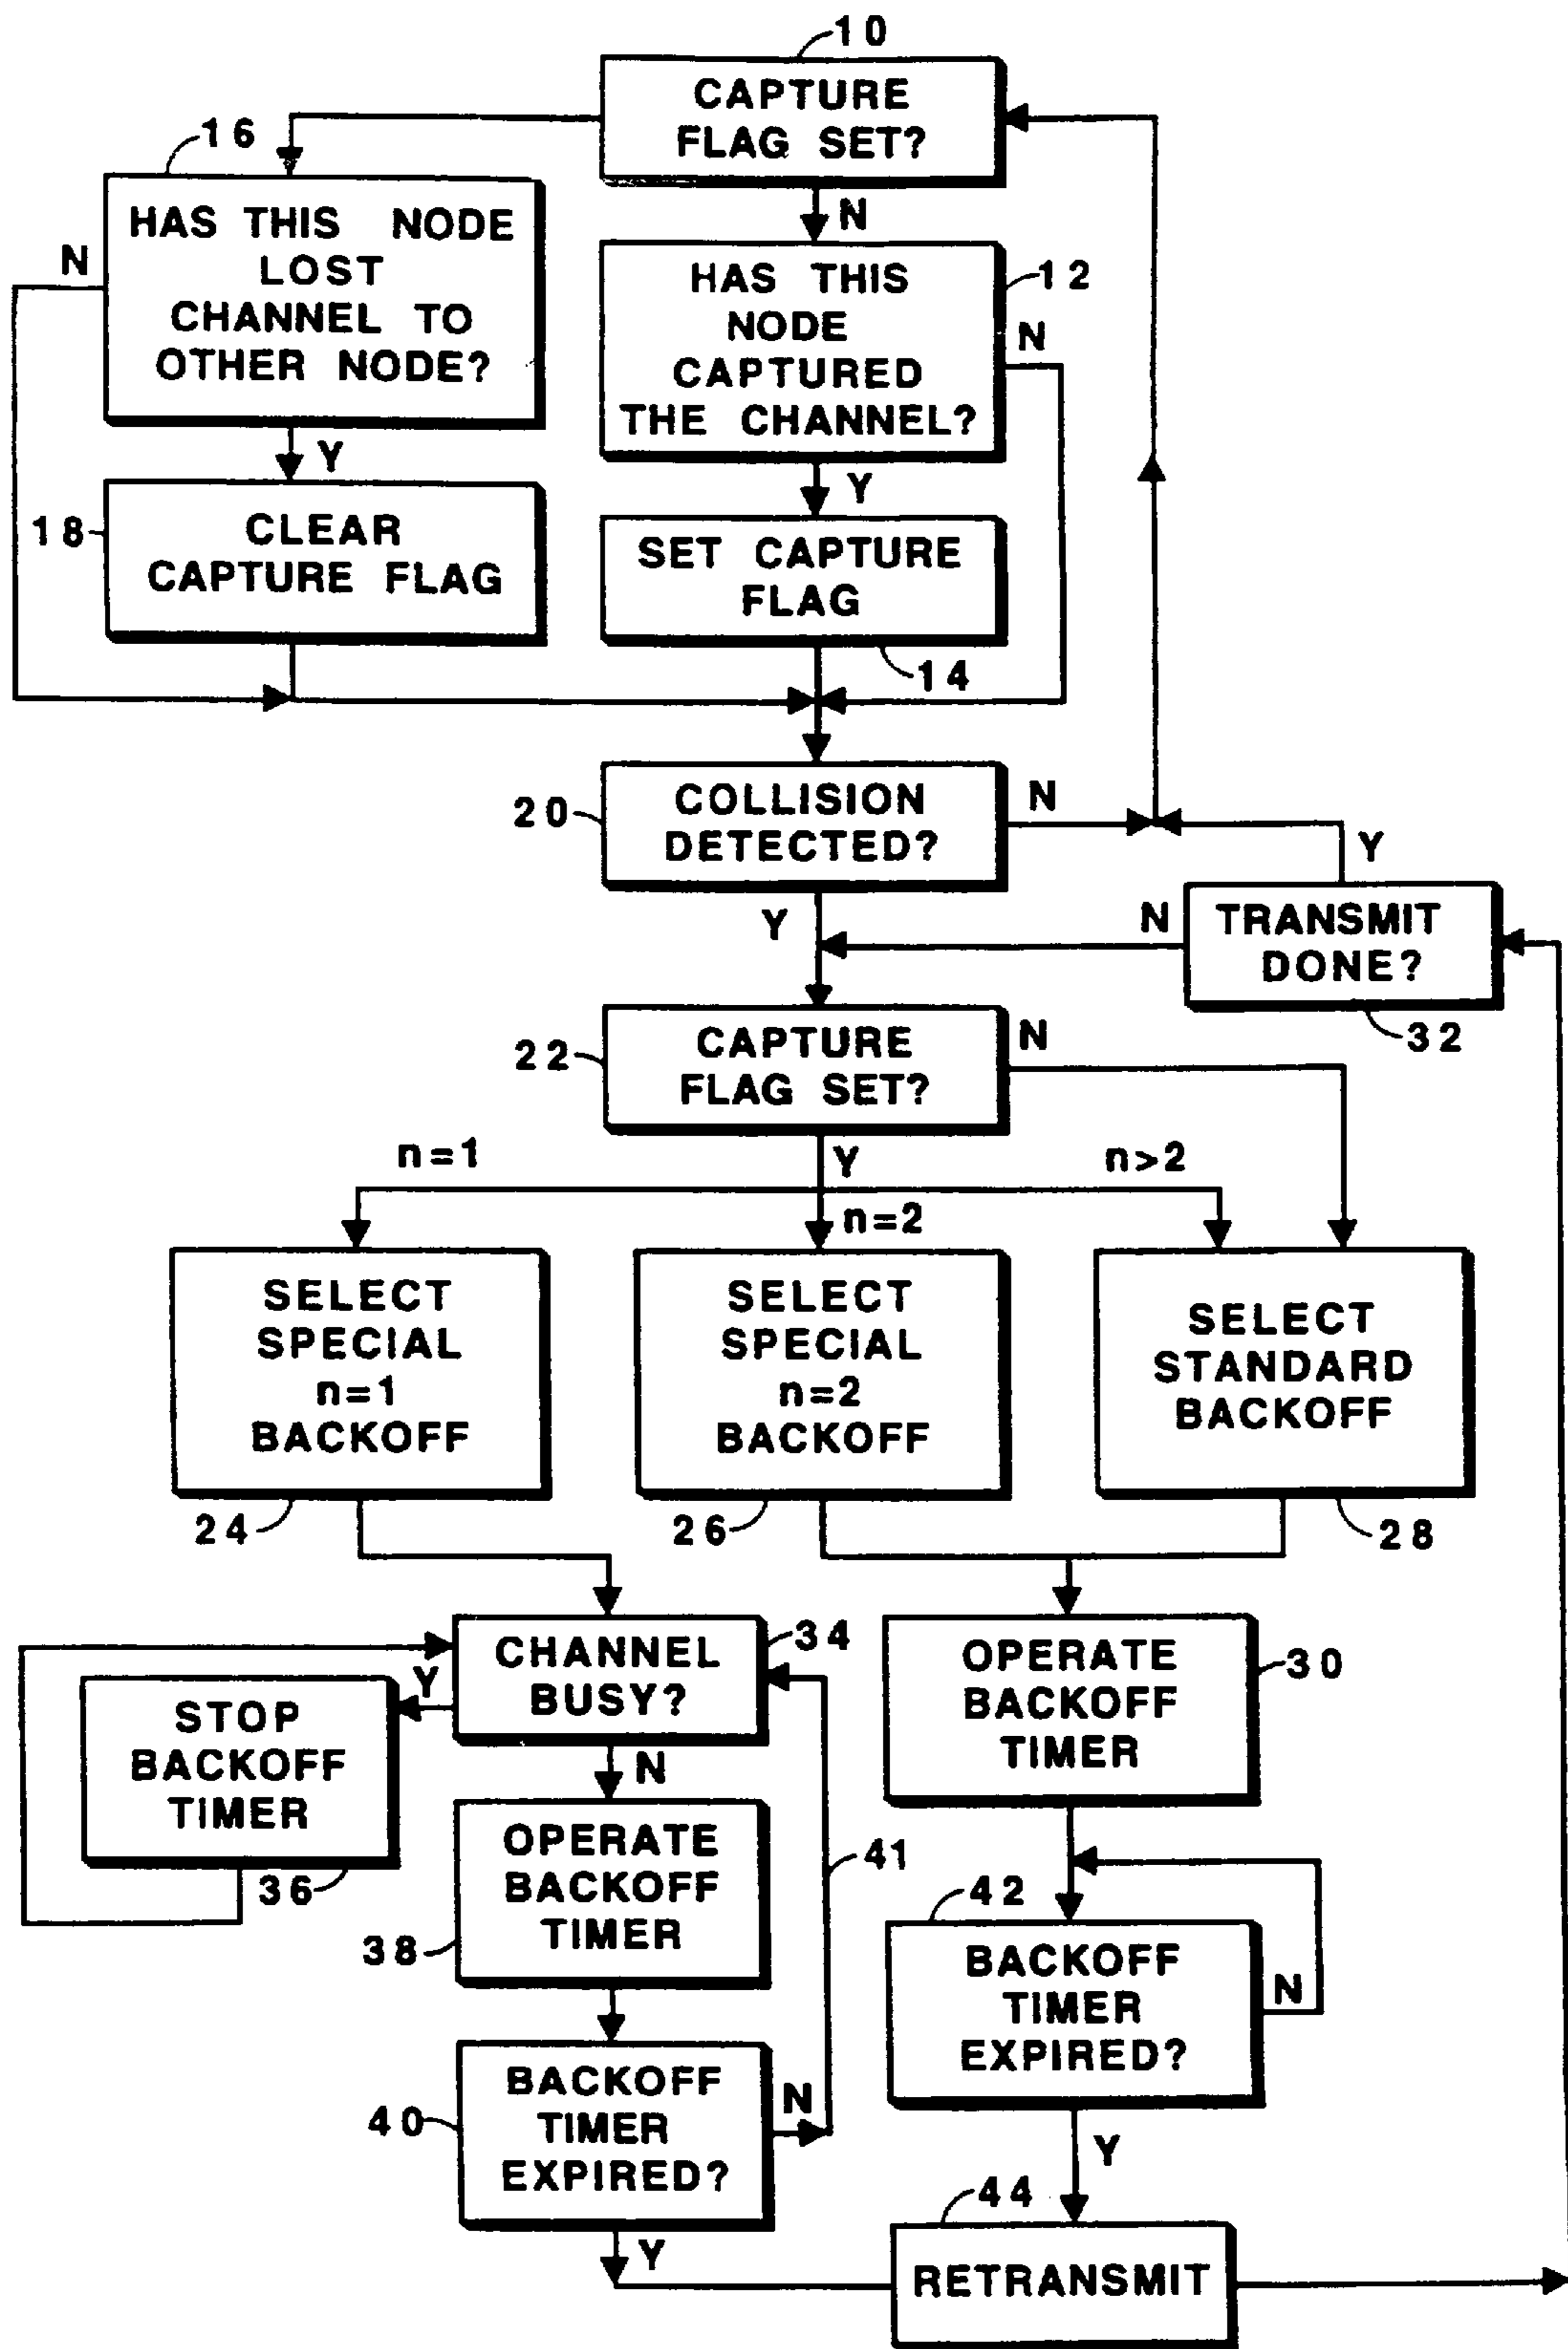 10
CAPTURE
FLAG SET?
16
HAS THIS NODE
LOST
CHANNEL TO
OTHER NODE?
N
N
HAS THIS
NODE
CAPTURED
THE CHANNEL?
12
N
Y
Y
18
CLEAR
CAPTURE FLAG
SET CAPTURE
FLAG
14
20
COLLISION
DETECTED?
N
Y
Y
N
TRANSMIT
DONE?
32
22
CAPTURE
FLAG SET?
N
n=1
Y
n>2
n=2
SELECT
SPECIAL
n=1
BACKOFF
SELECT
SPECIAL
n=2
BACKOFF
SELECT
STANDARD
BACKOFF
24
26
28
CHANNEL
BUSY?
34
Y
STOP
BACKOFF
TIMER
36
N
OPERATE
BACKOFF
TIMER
30
OPERATE
BACKOFF
TIMER
38
41
42
BACKOFF
TIMER
EXPIRED?
N
40
BACKOFF
TIMER
EXPIRED?
N
Y
Y
44
RETRANSMIT